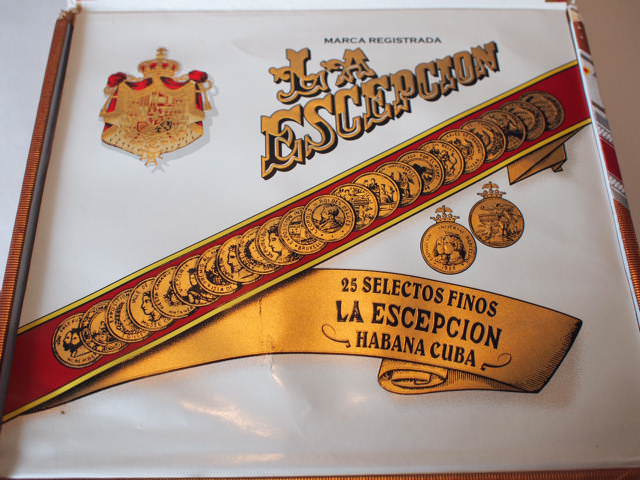 MARCA REGISTRADA
LA
ESCEPCION
25 SELECTOS FINOS
LA ESCEPCION
HABANA CUBA